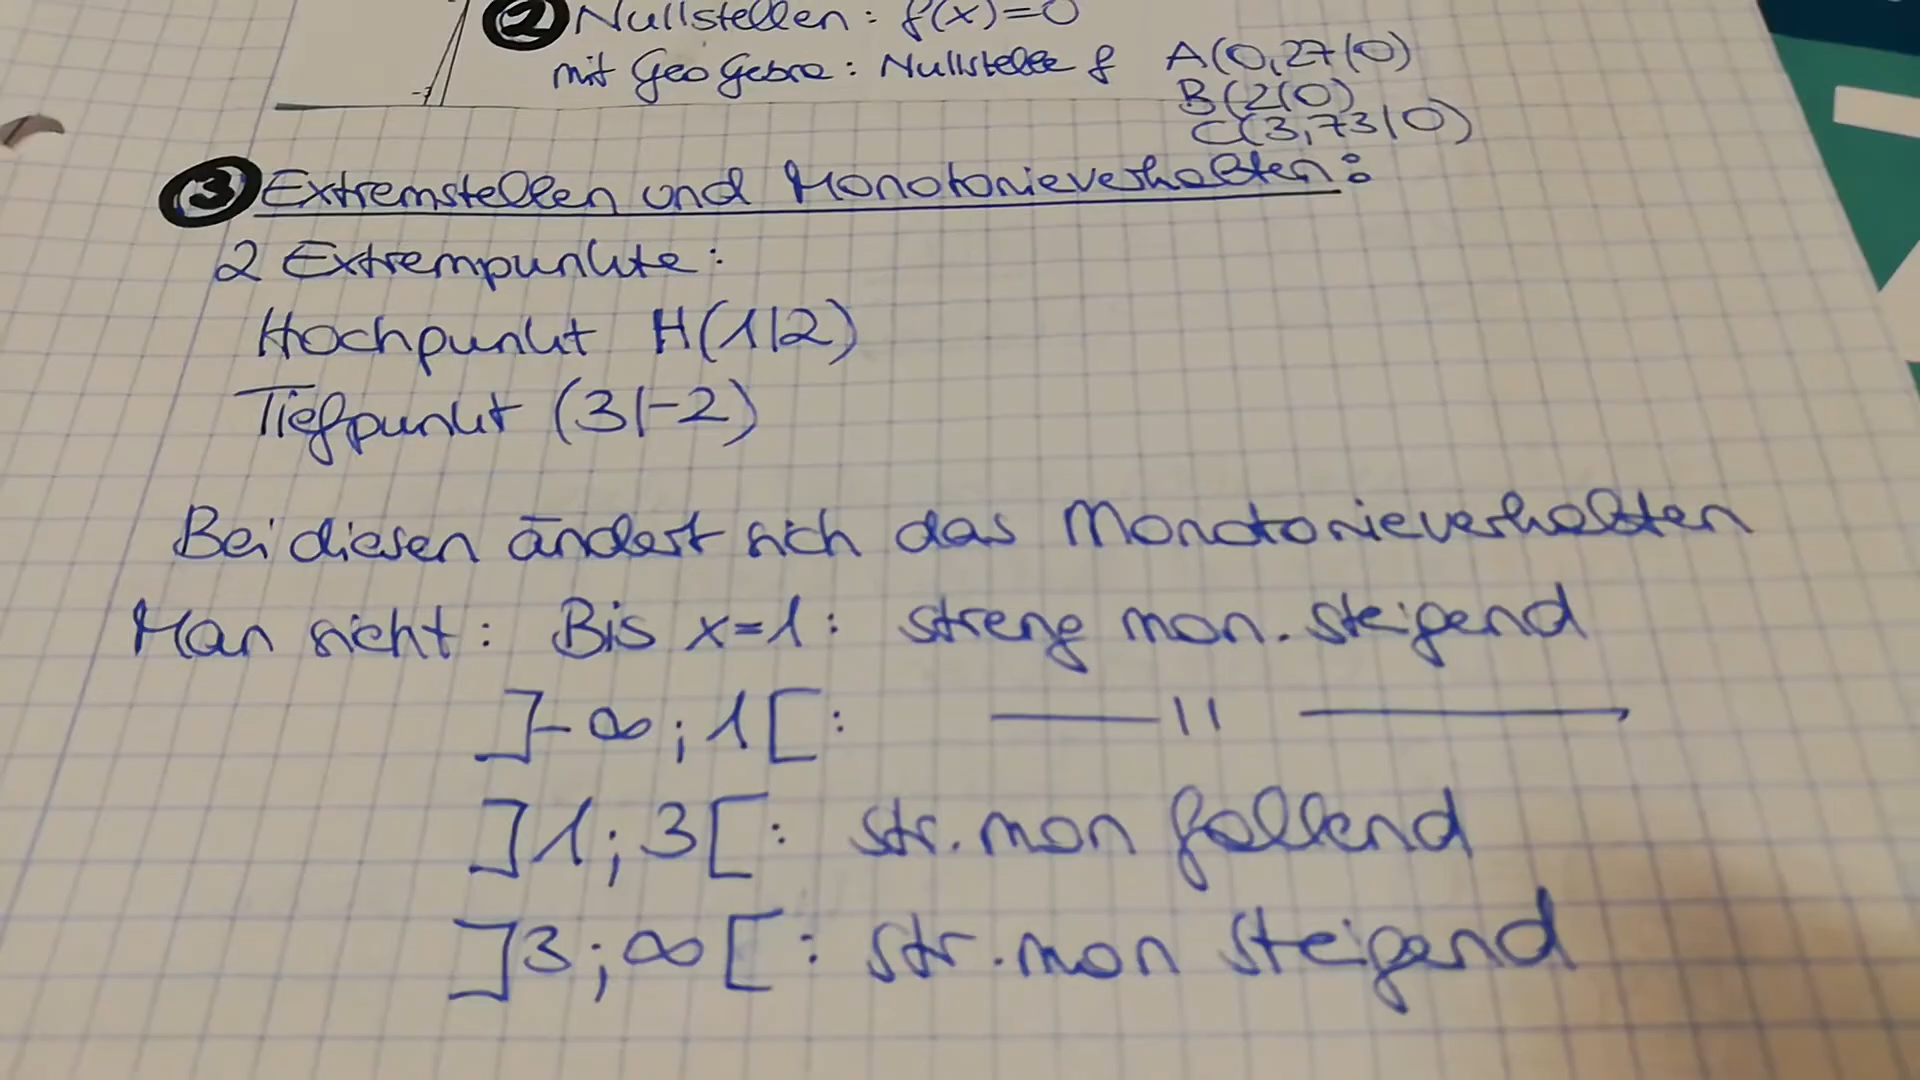 2 Nullstellen: f(x)=0
mit GeoGebra: Nullstelle f A(0,27|0)
B(2|0)
C(3,73|0)
3 Extremstellen und Monotonieverhalten:
2 Extrempunkte:
Hochpunkt H(1|2)
Tiefpunkt (3|-2)
Bei diesen ändert sich das Monotonieverhalten
Man sieht: Bis x=1: streng mon. steigend
]-∞;1[: —— 11 ——
]1;3[: str. mon fallend
]3;∞[: str. mon steigend